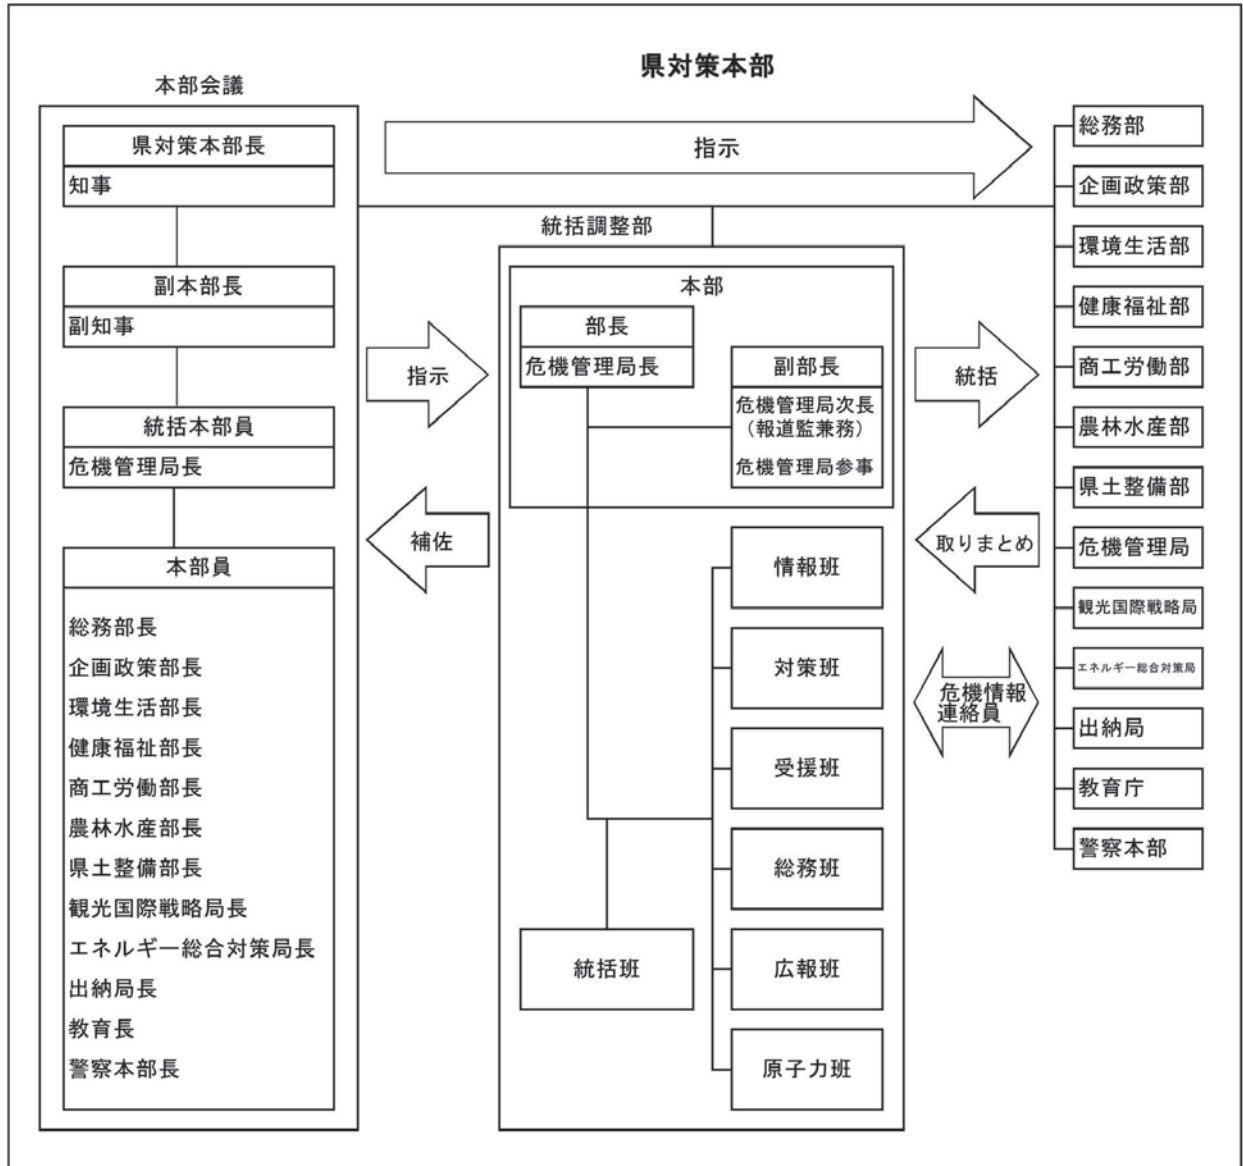 県対策本部
本部会議
県対策本部長
知事
副本部長
副知事
統括本部員
危機管理局長
本部員
総務部長
企画政策部長
環境生活部長
健康福祉部長
商工労働部長
農林水産部長
県土整備部長
観光国際戦略局長
エネルギー総合対策局長
出納局長
教育長
警察本部長
指示
指示
補佐
統括調整部
本部
部長
危機管理局長
副部長
危機管理局次長
（報道監兼務）
危機管理局参事
情報班
対策班
受援班
総務班
広報班
原子力班
統括班
統括
取りまとめ
危機情報
連絡員
総務部
企画政策部
環境生活部
健康福祉部
商工労働部
農林水産部
県土整備部
危機管理局
観光国際戦略局
エネルギー総合対策局
出納局
教育庁
警察本部